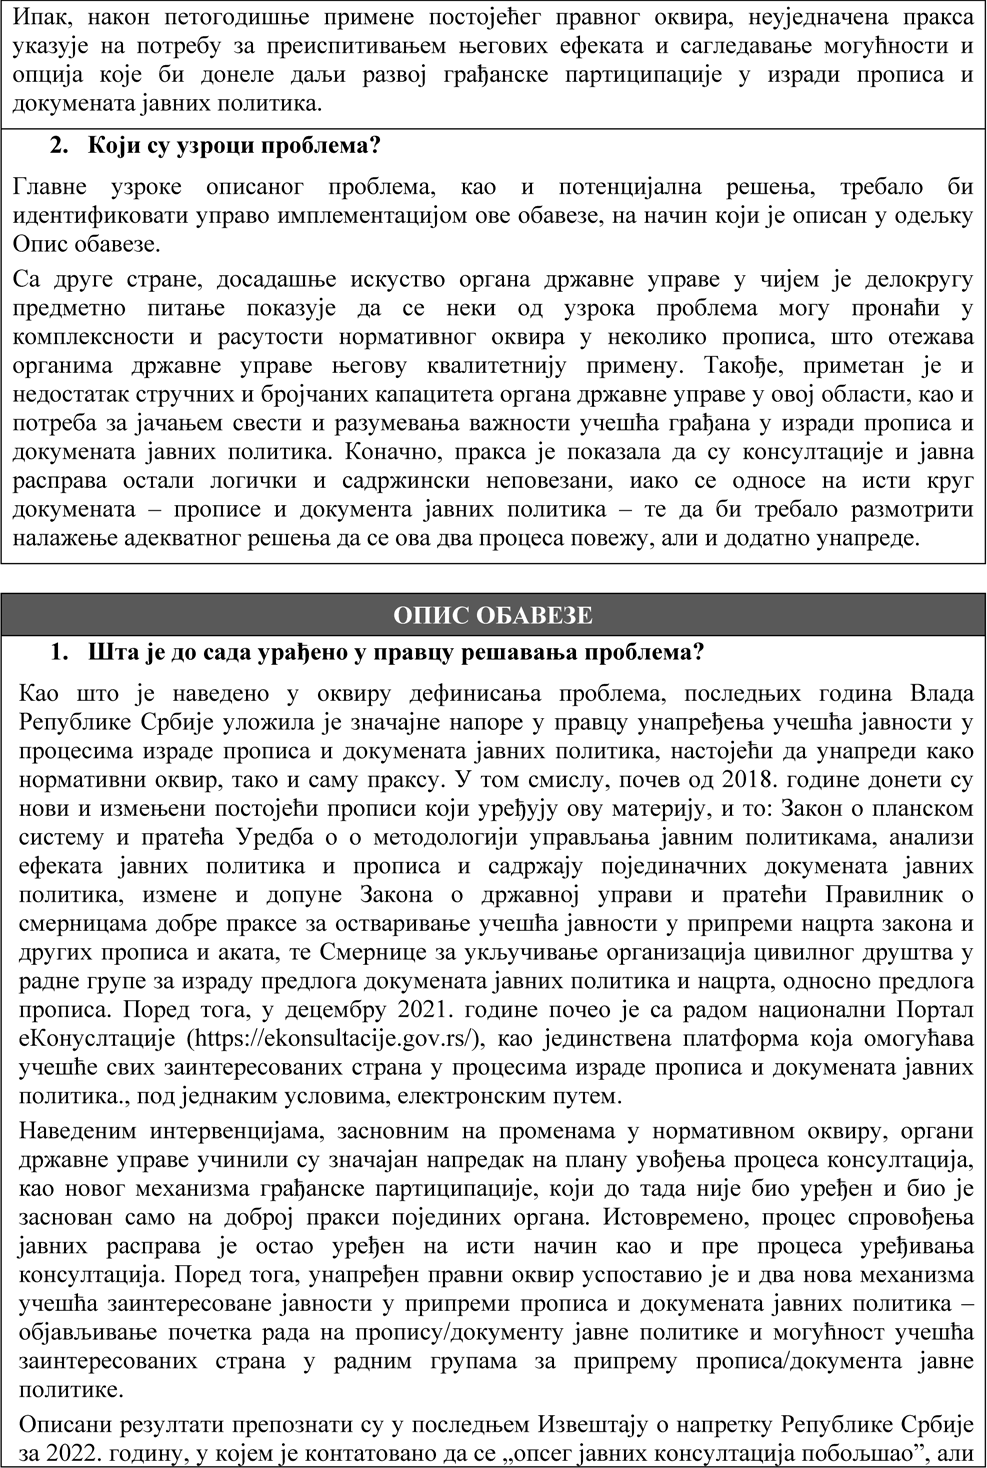 Ипак, након петогодишње примене постојећег правног оквира, неуједначена пракса
указује на потребу за преиспитивањем његових ефеката и сагледавање могућности и
опција које би донеле даљи развој грађанске партиципације у изради прописа и
докумената јавних политика.
2. Који су узроци проблема?
Главне узроке описаног проблема, као и потенцијална решења, требало би
идентификовати управо имплементацијом ове обавезе, на начин који је описан у одељку
Опис обавезе.
Са друге стране, досадашње искуство органа државне управе у чијем је делокругу
предметно питање показује да се неки од узрока проблема могу пронаћи у
комплексности и расутости нормативног оквира у неколико прописа, што отежава
органима државне управе његову квалитетнију примену. Такође, приметан је и
недостатак стручних и бројчаних капацитета органа државне управе у овој области, као и
потреба за јачањем свести и разумевања важности учешћа грађана у изради прописа и
докумената јавних политика. Коначно, пракса је показала да су консултације и јавна
расправа остали логички и садржински неповезани, иако се односе на исти круг
докумената – прописе и документа јавних политика – те да би требало размотрити
налажење адекватног решења да се ова два процеса повежу, али и додатно унапреде.
ОПИС ОБАВЕЗЕ
1. Шта је до сада урађено у правцу решавања проблема?
Као што је наведено у оквиру дефинисања проблема, последњих година Влада
Републике Србије уложила је значајне напоре у правцу унапређења учешћа јавности у
процесима израде прописа и докумената јавних политика, настојећи да унапреди како
нормативни оквир, тако и саму праксу. У том смислу, почев од 2018. године донети су
нови и измењени постојећи прописи који уређују ову материју, и то: Закон о планском
систему и пратећа Уредба о о методологији управљања јавним политикама, анализи
ефеката јавних политика и прописа и садржају појединачних докумената јавних
политика, измене и допуне Закона о државној управи и пратећи Правилник о
смерницама добре праксе за остваривање учешћа јавности у припреми нацрта закона и
других прописа и аката, те Смернице за укључивање организација цивилног друштва у
радне групе за израду предлога докумената јавних политика и нацрта, односно предлога
прописа. Поред тога, у децембру 2021. године почео је са радом национални Портал
еКонуслтације (https://ekonsultacije.gov.rs/), као јединствена платформа која омогућава
учешће свих заинтересованих страна у процесима израде прописа и докумената јавних
политика., под једнаким условима, електронским путем.
Наведеним интервенцијама, засновним на променама у нормативном оквиру, органи
државне управе учинили су значајан напредак на плану увођења процеса консултација,
као новог механизма грађанске партиципације, који до тада није био уређен и био је
заснован само на доброј пракси појединих органа. Истовремено, процес спровођења
јавних расправа је остао уређен на исти начин као и пре процеса уређивања
консултација. Поред тога, унапређен правни оквир успоставио је и два нова механизма
учешћа заинтересоване јавности у припреми прописа и докумената јавних политика –
објављивање почетка рада на пропису/документу јавне политике и могућност учешћа
заинтересованих страна у радним групама за припрему прописа/документа јавне
политике.
Описани резултати препознати су у последњем Извештају о напретку Републике Србије
за 2022. годину, у којем је контатовано да се „опсег јавних консултација побољшао”, али